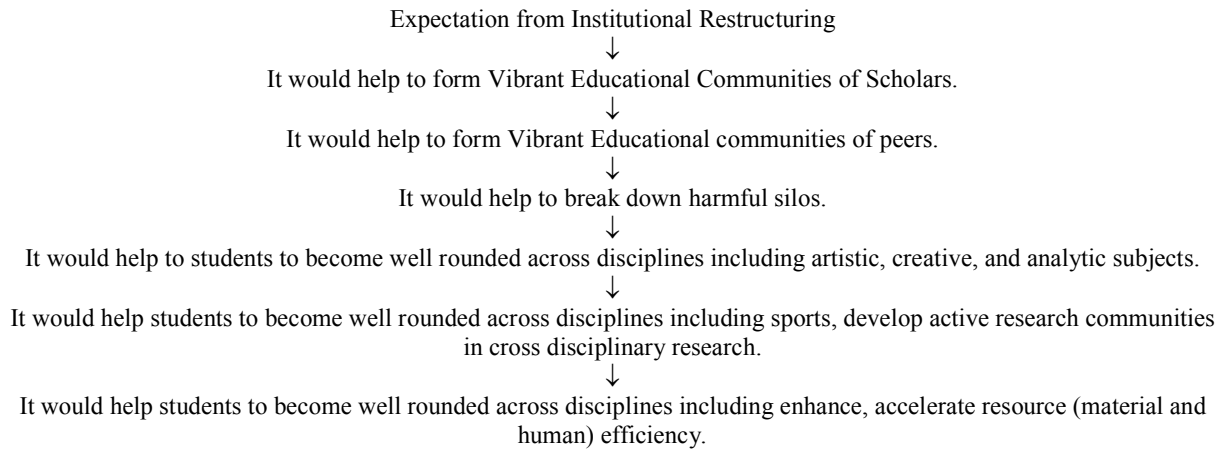 Expectation from Institutional Restructuring
↓
It would help to form Vibrant Educational Communities of Scholars.
↓
It would help to form Vibrant Educational communities of peers.
↓
It would help to break down harmful silos.
↓
It would help to students to become well rounded across disciplines including artistic, creative, and analytic subjects.
↓
It would help students to become well rounded across disciplines including sports, develop active research communities
in cross disciplinary research.
↓
It would help students to become well rounded across disciplines including enhance, accelerate resource (material and
human) efficiency.